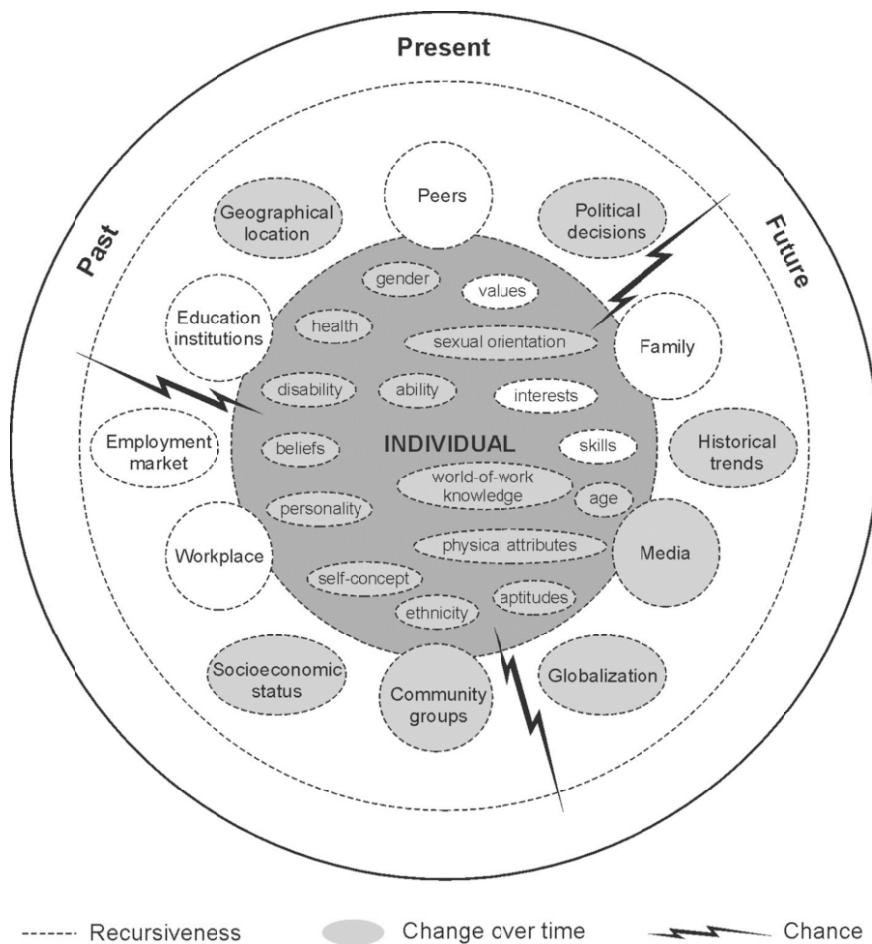 Present
Past
Future
Peers
Geographical
location
Political
decisions
Education
institutions
Family
Employment
market
Historical
trends
Workplace
Media
Socioeconomic
status
Community
groups
Globalization
gender
values
health
sexual orientation
disability
ability
interests
beliefs
INDIVIDUAL
skills
world-of-work
knowledge
age
personality
physical attributes
self-concept
ethnicity
aptitudes
Recursiveness
Change over time
Chance